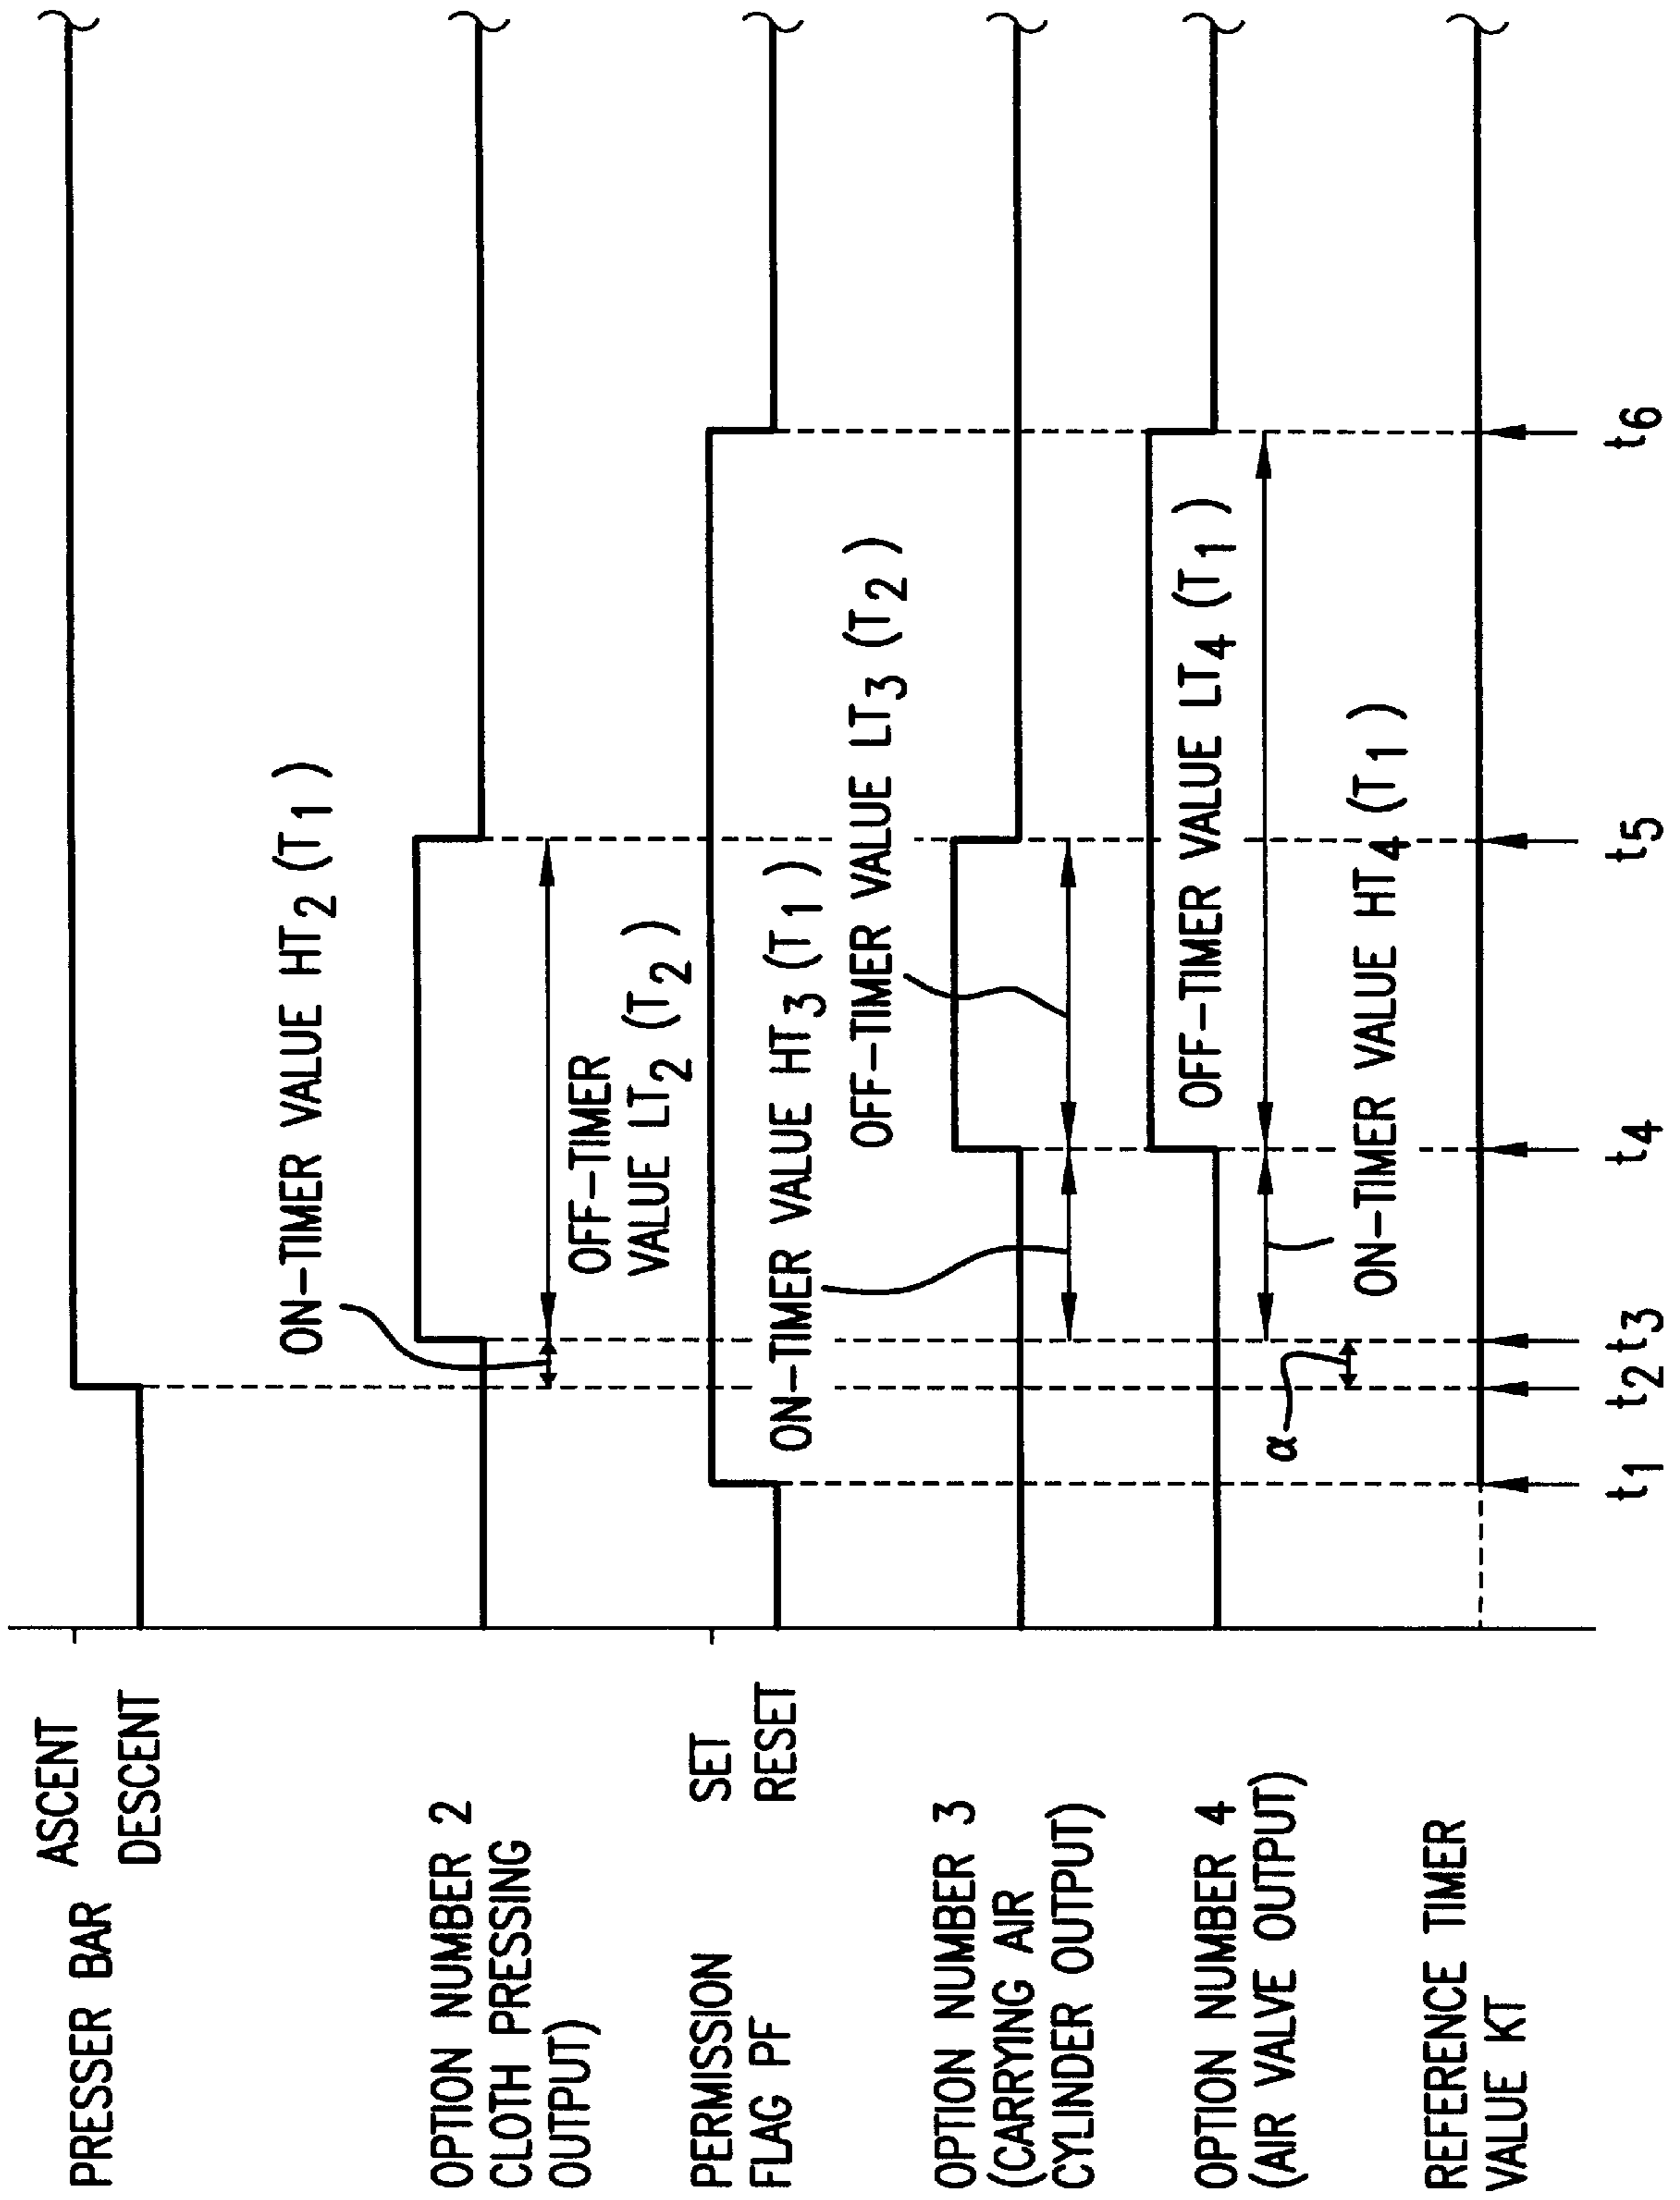 PRESSER BAR
ASCENT
DESCENT
ON-TIMER VALUE HT2 (T1)
OPTION NUMBER 2
CLOTH PRESSING
OUTPUT)
OFF-TIMER
VALUE LT2 (T2)
PERMISSION
FLAG PF
SET
RESET
ON-TIMER VALUE HT3 (T1)
OFF-TIMER VALUE LT3 (T2)
OPTION NUMBER 3
(CARRYING AIR
CYLINDER OUTPUT)
OPTION NUMBER 4
(AIR VALVE OUTPUT)
OFF-TIMER VALUE LT4 (T1)
α
ON-TIMER VALUE HT4 (T1)
REFERENCE TIMER
VALUE KT
t1 t2 t3 t4 t5 t6